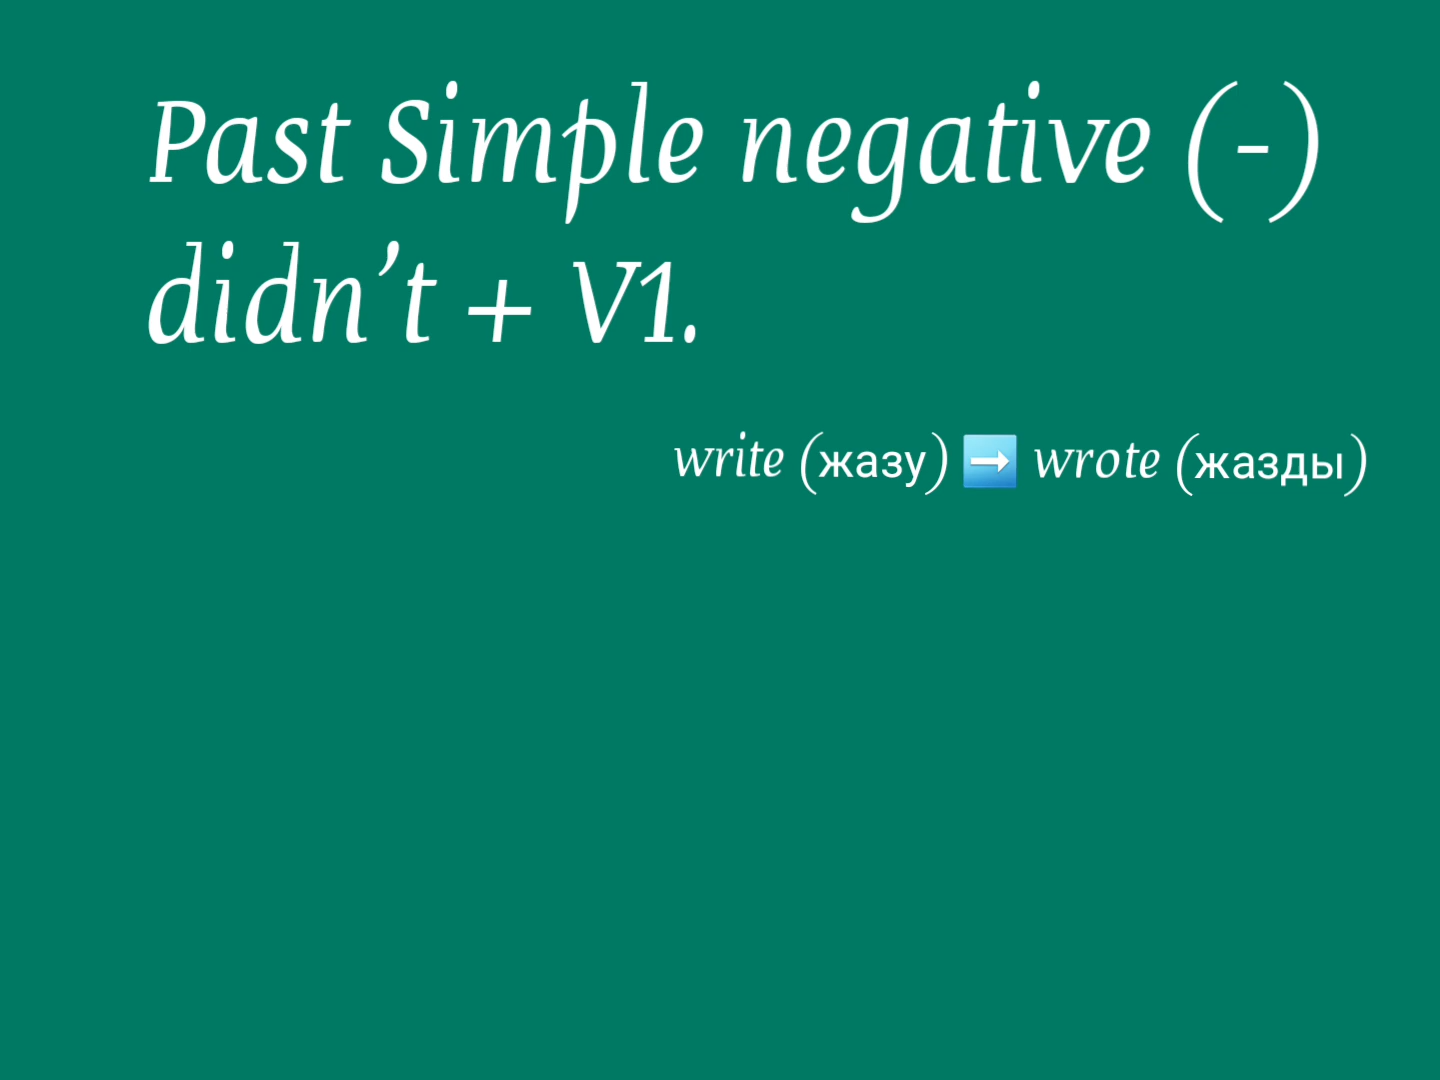 Past Simple negative (-)
didn’t + V1.
write (жазу) ➡️ wrote (жазды)